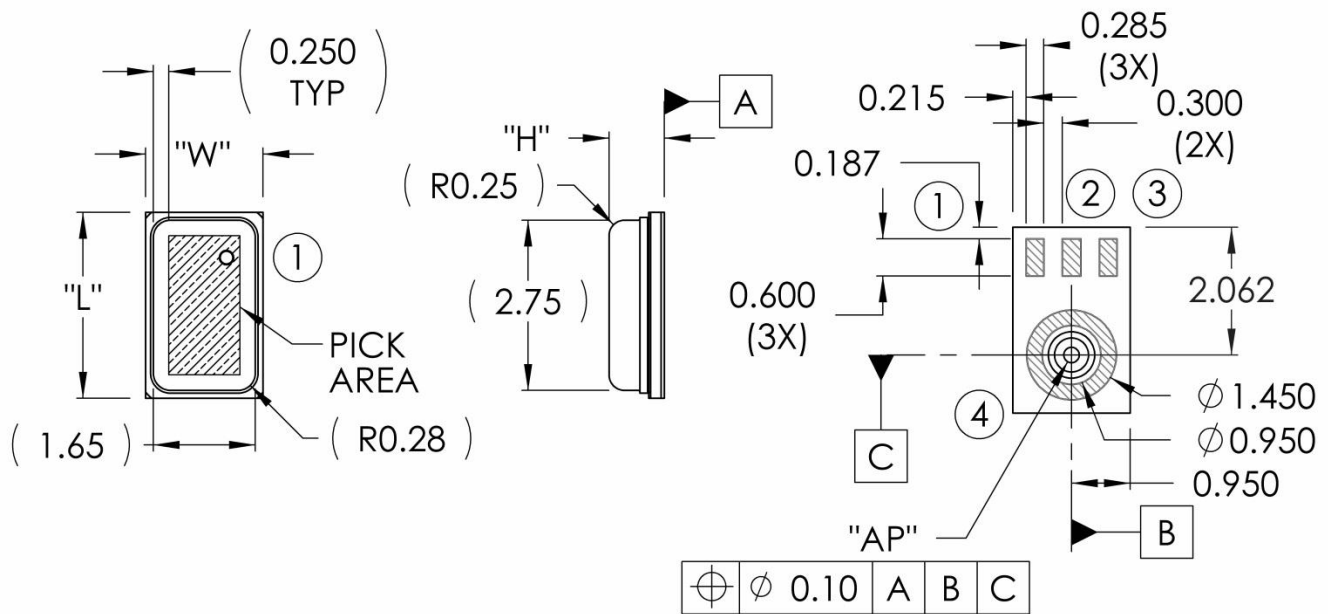 ( 0.250
TYP )
"W"
"L"
1
PICK
AREA
( 1.65 )
( R0.28 )
A
"H"
( R0.25 )
( 2.75 )
0.285
(3X)
0.215
0.300
(2X)
0.187
1
2
3
0.600
(3X)
2.062
4
C
∅ 1.450
∅ 0.950
0.950
"AP"
B
⌖ ∅ 0.10 A B C